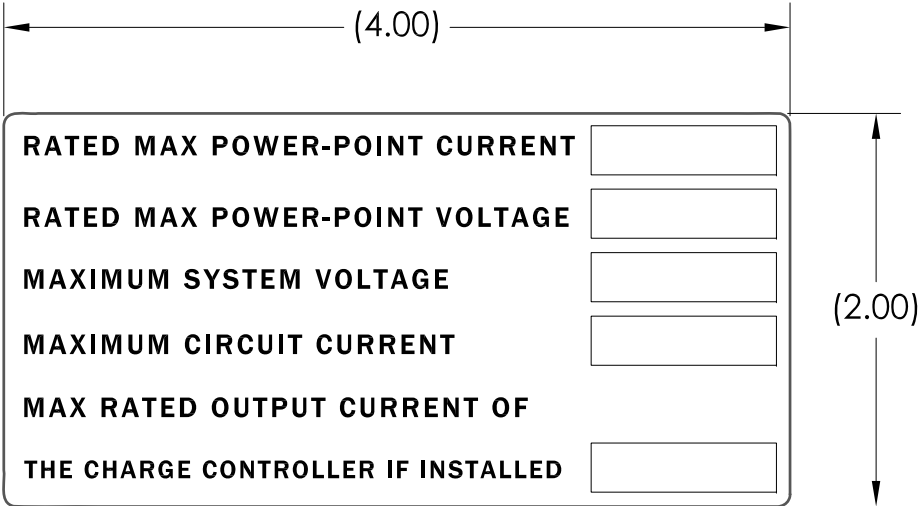 (4.00)
RATED MAX POWER-POINT CURRENT
RATED MAX POWER-POINT VOLTAGE
MAXIMUM SYSTEM VOLTAGE
(2.00)
MAXIMUM CIRCUIT CURRENT
MAX RATED OUTPUT CURRENT OF
THE CHARGE CONTROLLER IF INSTALLED